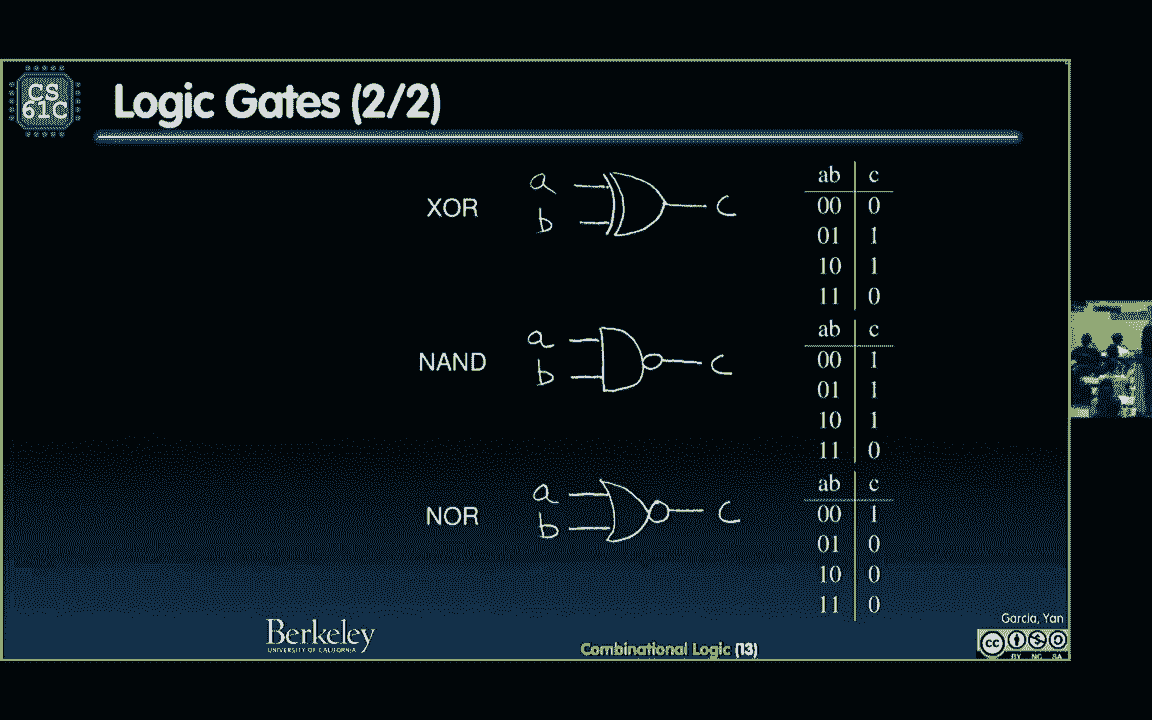 CS
61C
Logic Gates (2/2)
XOR
a
b
c
ab c
00 0
01 1
10 1
11 0
NAND
a
b
c
ab c
00 1
01 1
10 1
11 0
NOR
a
b
c
ab c
00 1
01 0
10 0
11 0
Berkeley
UNIVERSITY OF CALIFORNIA
Combinational Logic (13)
Garcia, Yan
cc
BY NC SA